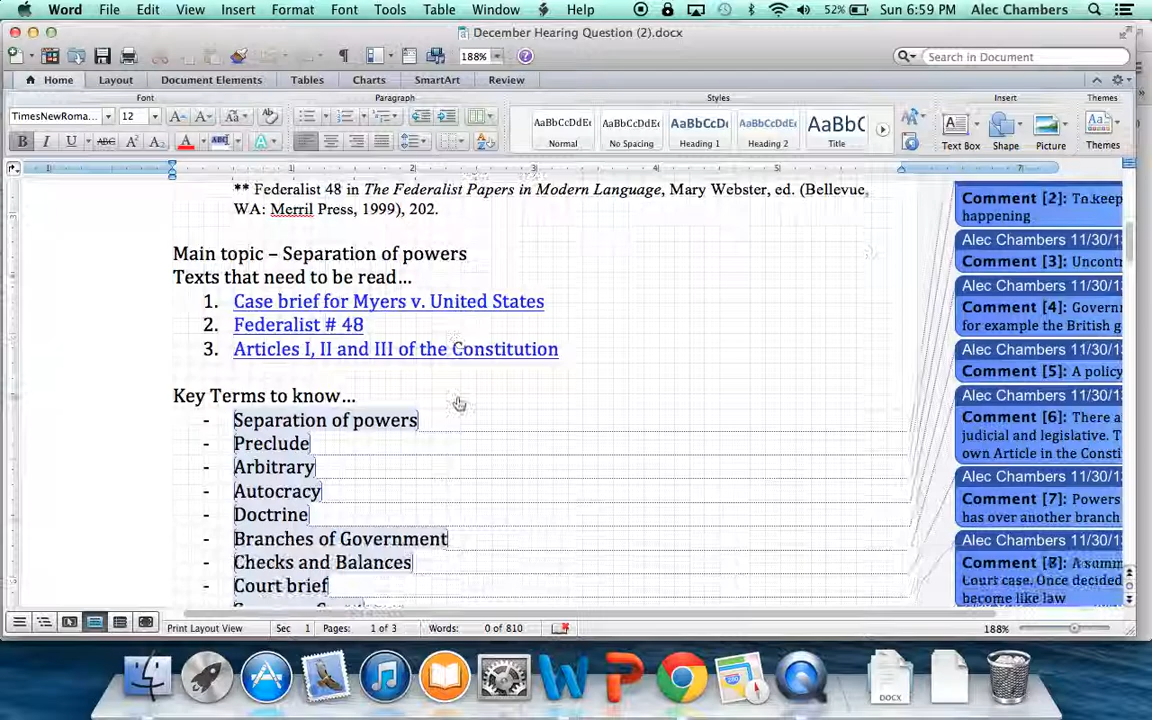 Word File Edit View Insert Format Font Tools Table Window Help 52% Sun 6:59 PM Alec Chambers
December Hearing Question (2).docx
188% Search in Document
Home Layout Document Elements Tables Charts SmartArt Review
Font Paragraph Styles Insert Themes
TimesNewRoma... 12
B I U ABC
AaBbCcDdEe AaBbCcDdEe AaBbCcD AaBbCcDdE AaBbC
Normal No Spacing Heading 1 Heading 2 Title
Text Box Shape Picture Themes
** Federalist 48 in The Federalist Papers in Modern Language, Mary Webster, ed. (Bellevue,
WA: Merril Press, 1999), 202.
Main topic – Separation of powers
Texts that need to be read…
1. Case brief for Myers v. United States
2. Federalist # 48
3. Articles I, II and III of the Constitution
Key Terms to know…
- Separation of powers
- Preclude
- Arbitrary
- Autocracy
- Doctrine
- Branches of Government
- Checks and Balances
- Court brief
Comment [2]: To keep
happening
Alec Chambers 11/30/1
Comment [3]: Uncont
Alec Chambers 11/30/1
Comment [4]: Govern
for example the British g
Alec Chambers 11/30/1
Comment [5]: A policy
Alec Chambers 11/30/1
Comment [6]: There a
judicial and legislative. T
own Article in the Consti
Alec Chambers 11/30/1
Comment [7]: Powers
has over another branch
Alec Chambers 11/30/1
Comment [8]: A summ
Court case. Once decided
become like law
Print Layout View Sec 1 Pages: 1 of 3 Words: 0 of 810 188%
DOCX